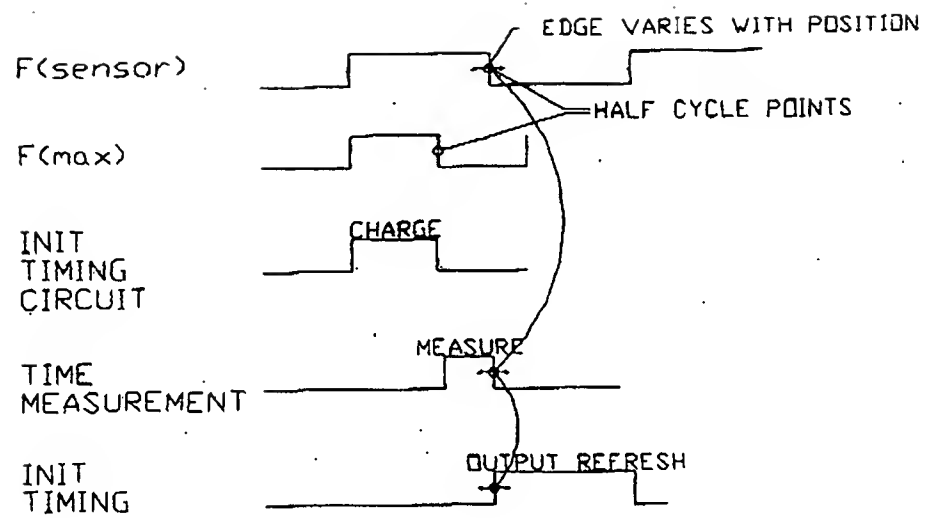 EDGE VARIES WITH POSITION
F(sensor)
HALF CYCLE POINTS
F(max)
CHARGE
INIT
TIMING
CIRCUIT
MEASURE
TIME
MEASUREMENT
OUTPUT REFRESH
INIT
TIMING